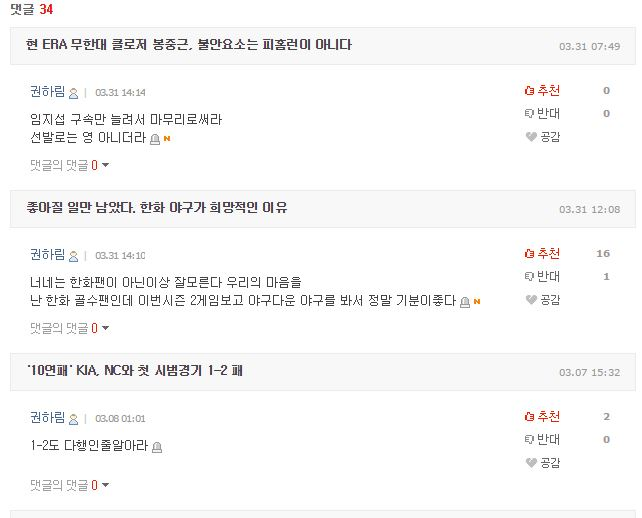 댓글 34
현 ERA 무한대 클로저 봉중근, 불안요소는 피홈런이 아니다 03.31 07:49
권하림 | 03.31 14:14 추천 0
임지섭 구속만 늘려서 마무리로써라 반대 0
선발로는 영 아니더라 N 공감
댓글의 댓글 0
좋아질 일만 남았다. 한화 야구가 희망적인 이유 03.31 12:08
권하림 | 03.31 14:10 추천 16
너네는 한화팬이 아닌이상 잘모른다 우리의 마음을 반대 1
난 한화 골수팬인데 이번시즌 2게임보고 야구다운 야구를 봐서 정말 기분이좋다 N 공감
댓글의 댓글 0
'10연패' KIA, NC와 첫 시범경기 1-2 패 03.07 15:32
권하림 | 03.08 01:01 추천 2
1-2도 다행인줄알아라 반대 0
공감
댓글의 댓글 0